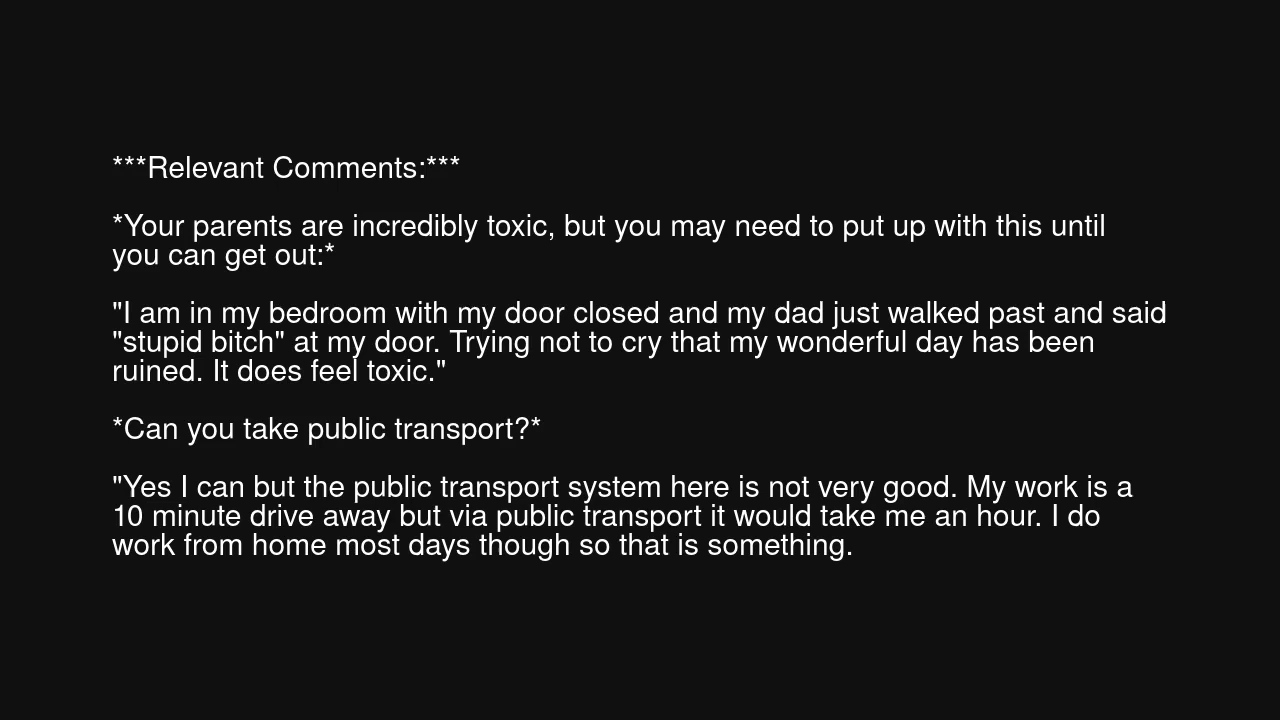 ***Relevant Comments:***
*Your parents are incredibly toxic, but you may need to put up with this until
you can get out:*
"I am in my bedroom with my door closed and my dad just walked past and said
"stupid bitch" at my door. Trying not to cry that my wonderful day has been
ruined. It does feel toxic."
*Can you take public transport?*
"Yes I can but the public transport system here is not very good. My work is a
10 minute drive away but via public transport it would take me an hour. I do
work from home most days though so that is something.